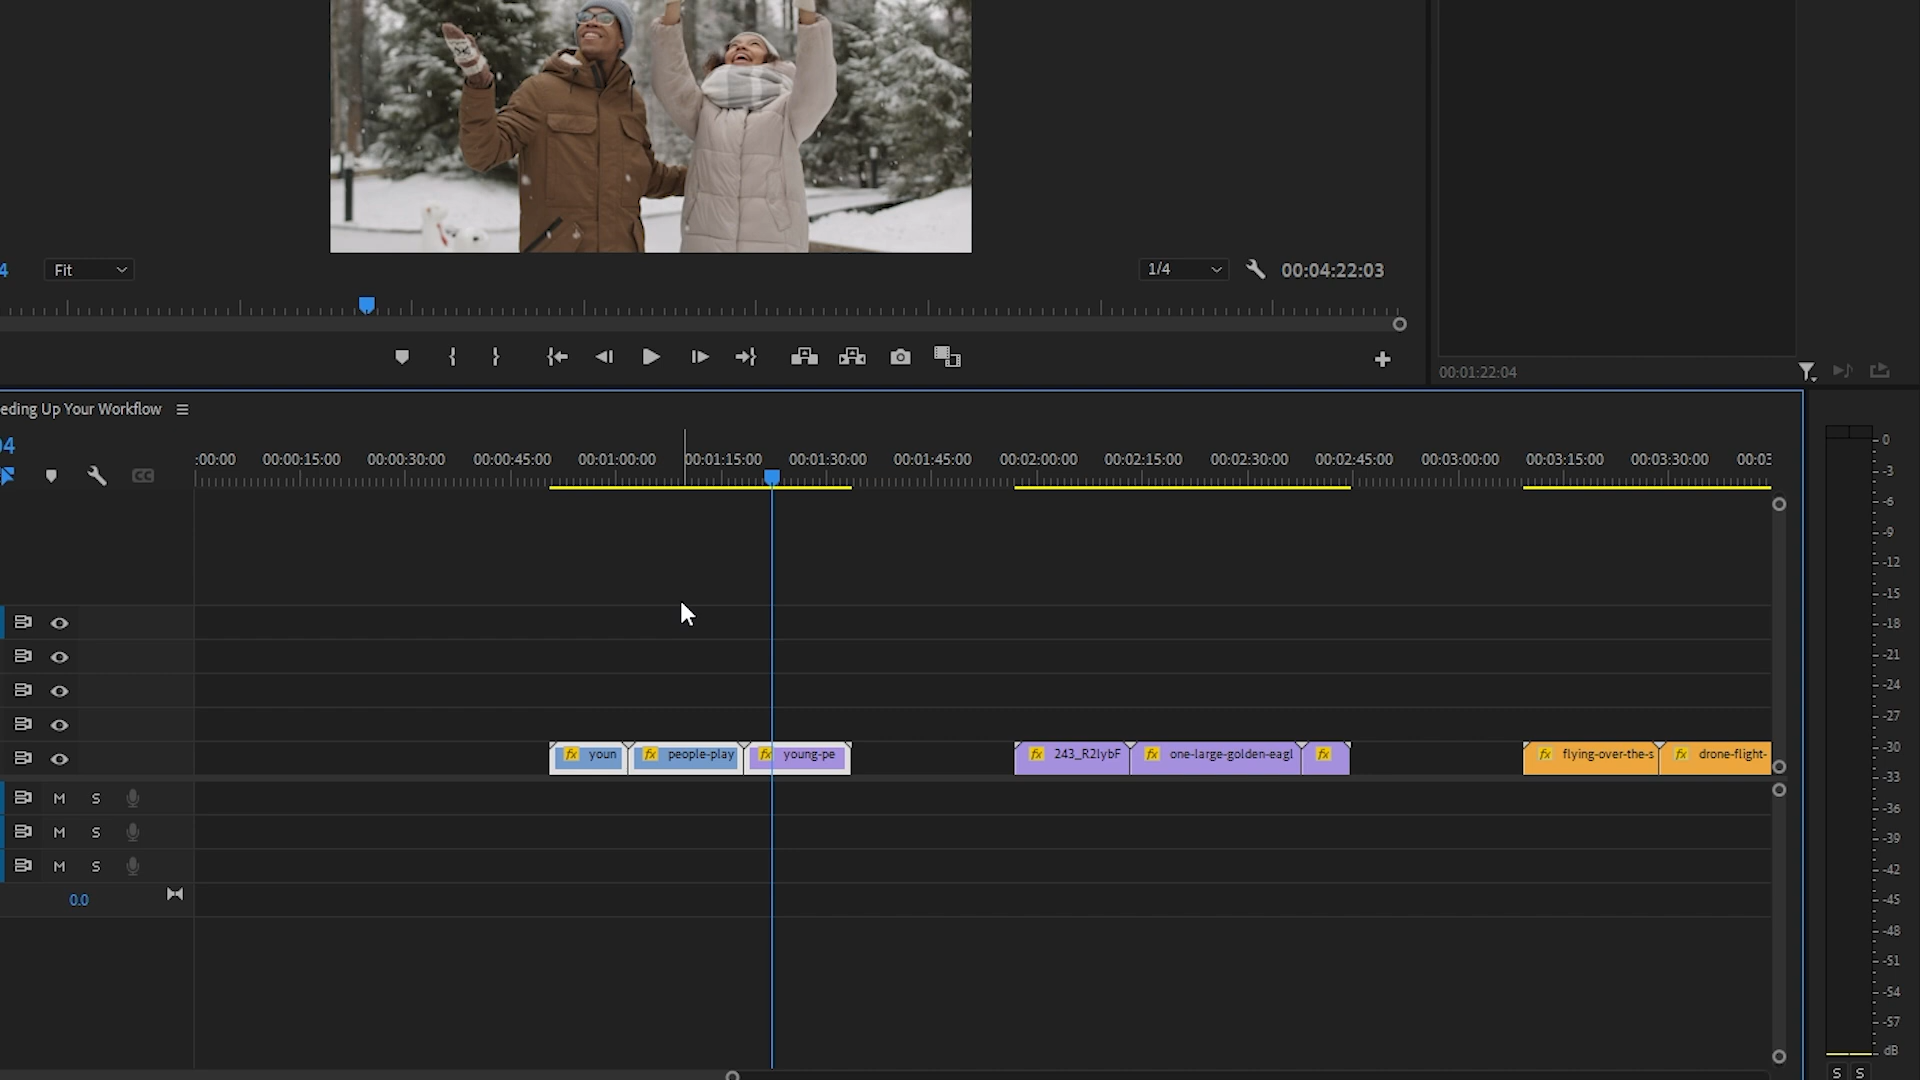 4 Fit 1/4 00:04:22:03
00:01:22:04
eding Up Your Workflow
04
CC
:00:00 00:00:15:00 00:00:30:00 00:00:45:00 00:01:00:00 00:01:15:00 00:01:30:00 00:01:45:00 00:02:00:00 00:02:15:00 00:02:30:00 00:02:45:00 00:03:00:00 00:03:15:00 00:03:30:00 00:03
fx youn fx people-play fx young-pe fx 243_R2lybF fx one-large-golden-eagl fx fx flying-over-the-s fx drone-flight-
M S
M S
M S
0.0
0
-3
-6
-9
-12
-15
-18
-21
-24
-27
-30
-33
-36
-39
-42
-45
-48
-51
-54
-57
dB
S S